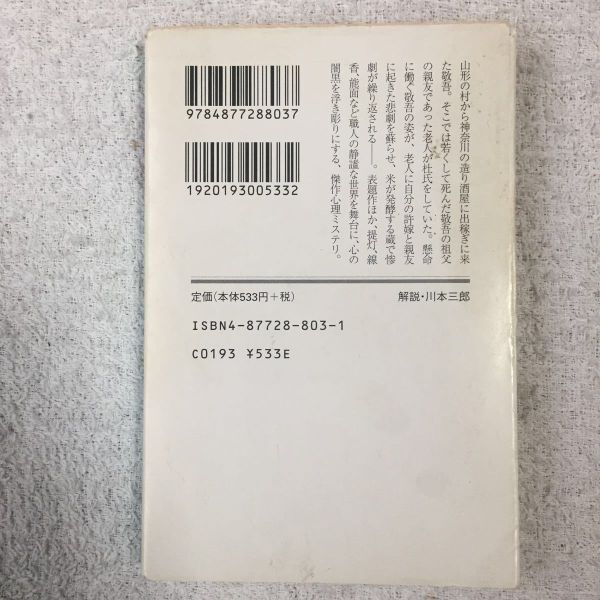 9784877288037
1920193005332
山形の村から神奈川の造り酒屋に出稼ぎに来
た敬吾。そこでは若くして死んだ敬吾の祖父
の親友であった老人が杜氏をしていた。懸命
に働く敬吾の姿が、老人に自分の許嫁と親友
に起きた悲劇を蘇らせ、米が発酵する蔵で惨
劇が繰り返される――。表題作ほか、提灯、線
香、能面など職人の静謐な世界を舞台に、心の
闇黒を浮き彫りにする、傑作心理ミステリ。
定価(本体533円+税)
解説・川本三郎
ISBN4-87728-803-1
C0193 ¥533E